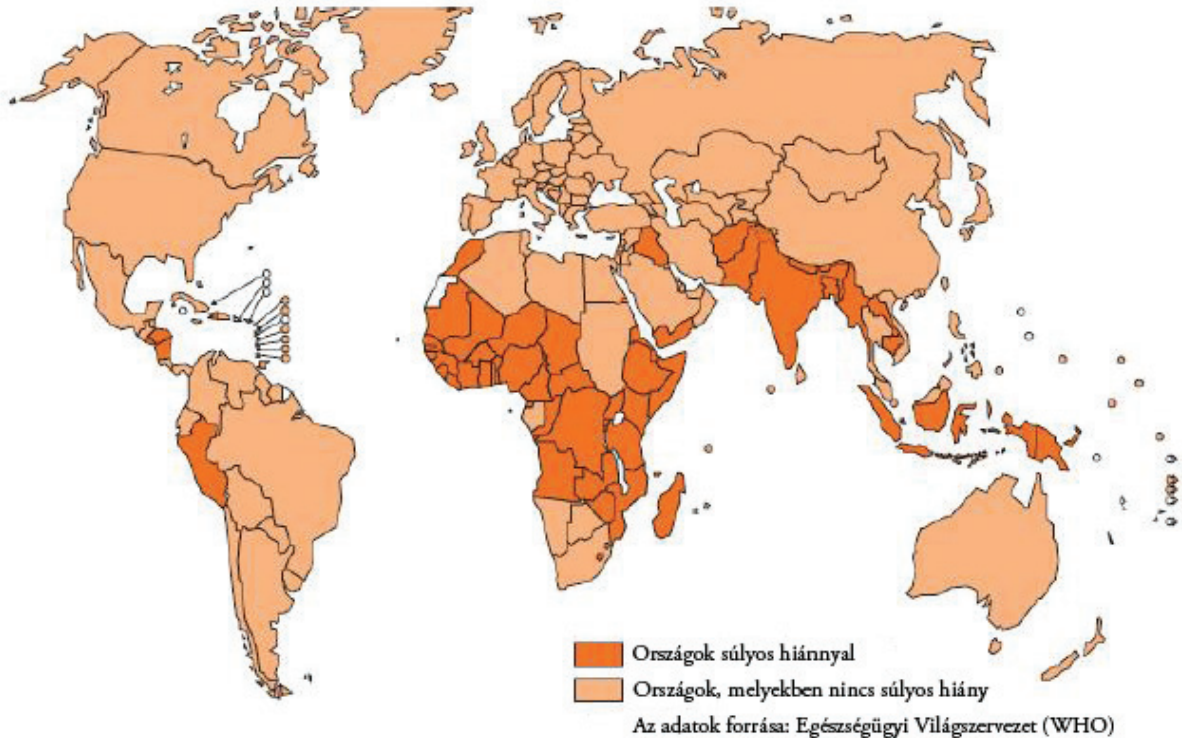 Országok súlyos hiánnyal
Országok, melyekben nincs súlyos hiány
Az adatok forrása: Egészségügyi Világszervezet (WHO)